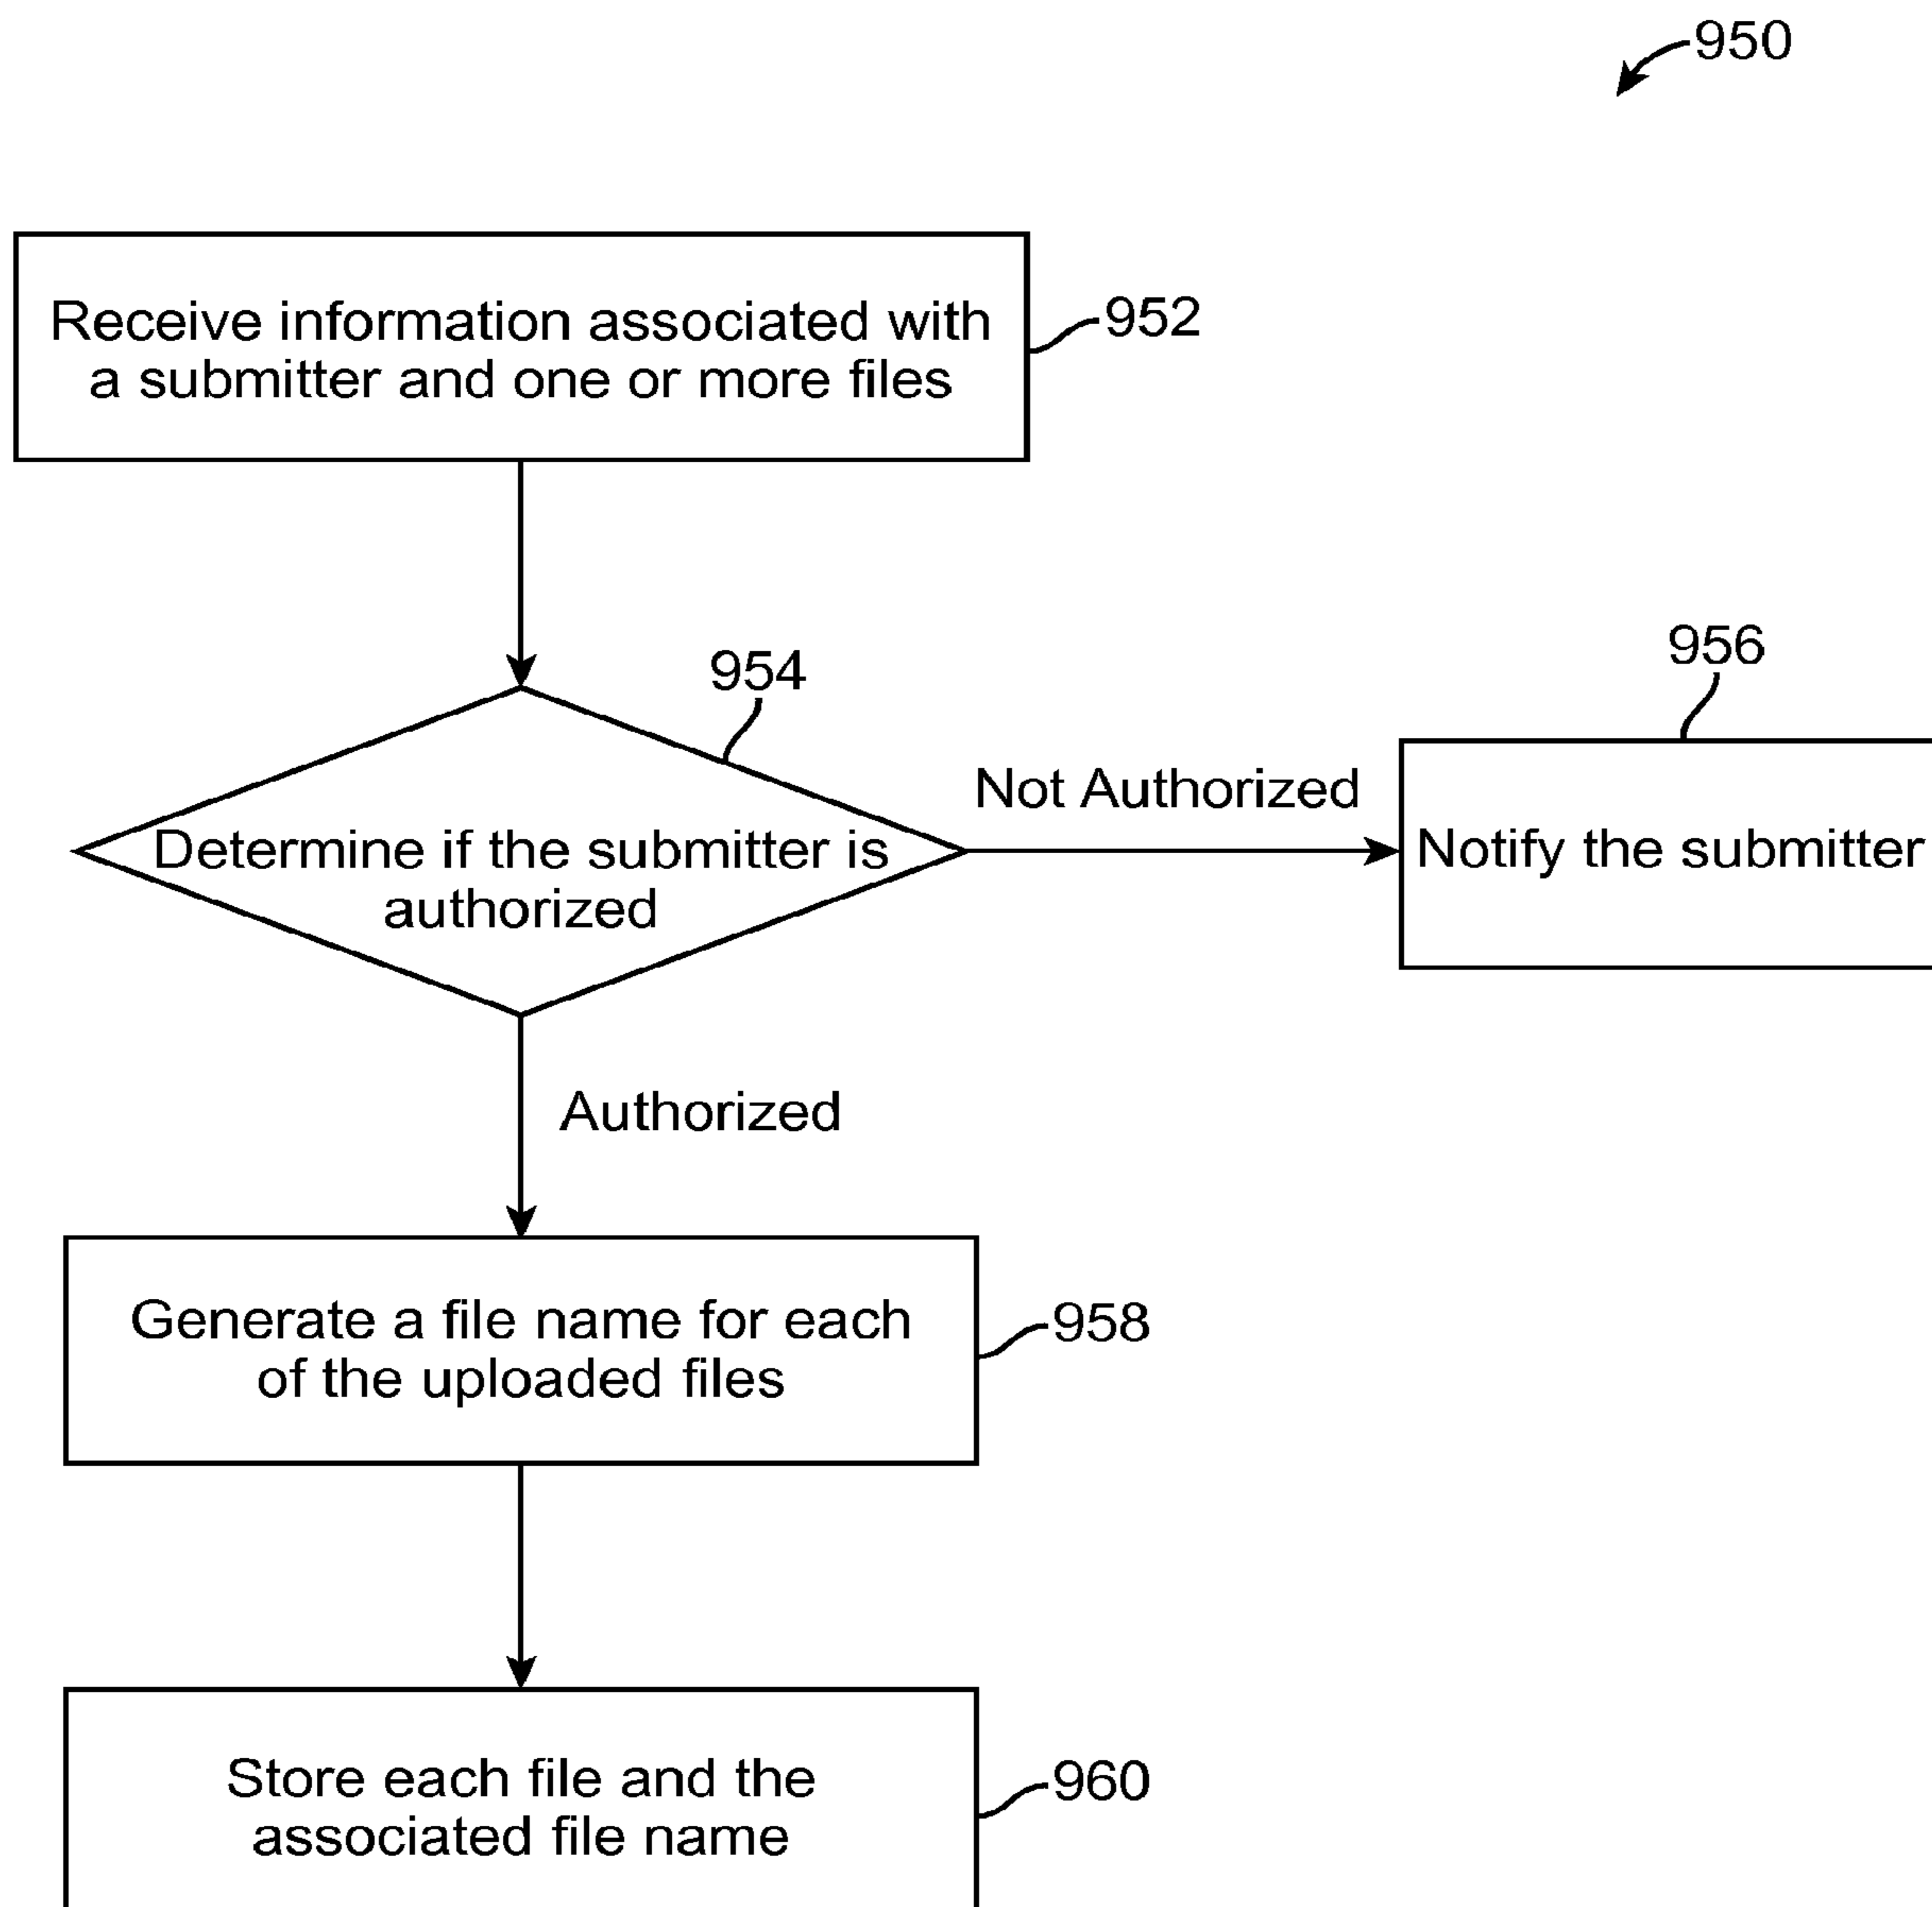 950
Receive information associated with
a submitter and one or more files
952
954
956
Determine if the submitter is
authorized
Not Authorized
Notify the submitter
Authorized
Generate a file name for each
of the uploaded files
958
Store each file and the
associated file name
960